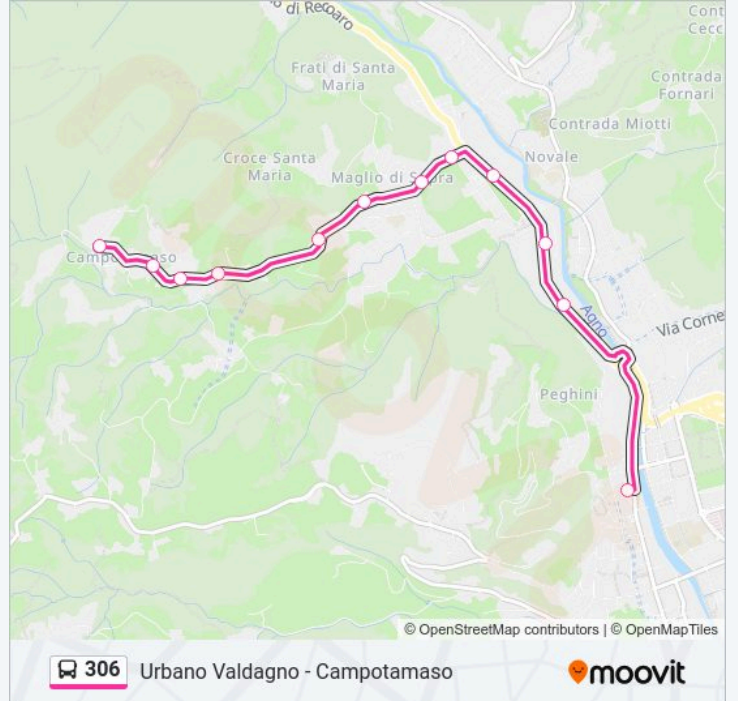 di Recoaro
Cont
Cecc
Frati di Santa
Maria
Contrada
Fornari
Contrada Miotti
Croce Santa
Maria
Novale
Maglio di Sopra
Campotamaso
Agno
Via Corne
Peghini
© OpenStreetMap contributors | © OpenMapTiles
306 Urbano Valdagno - Campotamaso
moovit